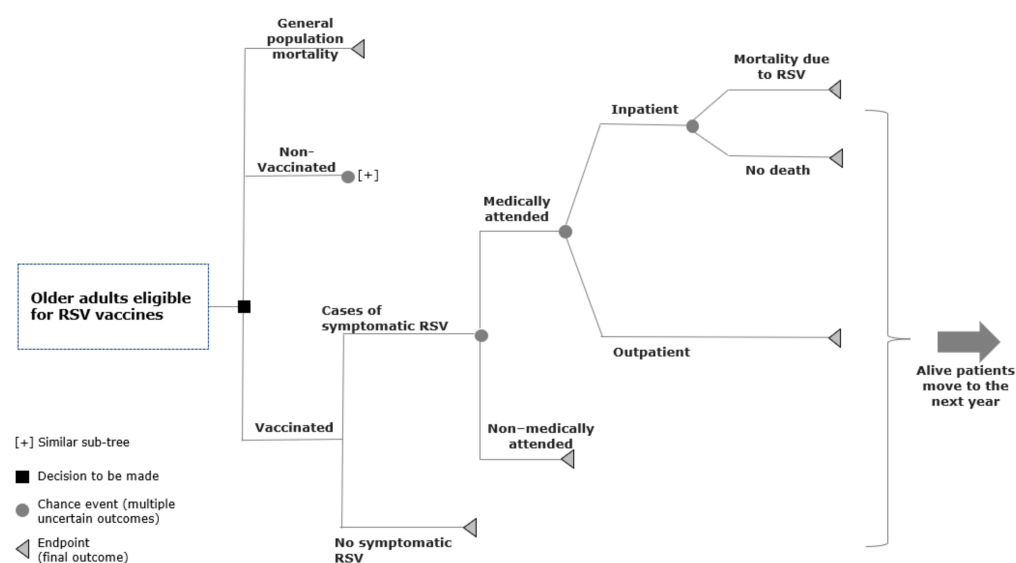 General
population
mortality
Mortality due
to RSV
Inpatient
No death
Non-
Vaccinated
[+]
Medically
attended
Older adults eligible
for RSV vaccines
Cases of
symptomatic RSV
Outpatient
Alive patients
move to the
next year
Vaccinated
Non–medically
attended
[+] Similar sub-tree
Decision to be made
Chance event (multiple
uncertain outcomes)
No symptomatic
RSV
Endpoint
(final outcome)